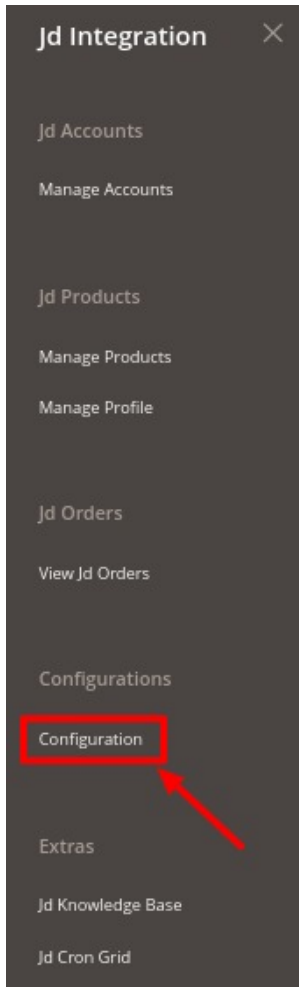 Jd Integration
Jd Accounts
Manage Accounts
Jd Products
Manage Products
Manage Profile
Jd Orders
View Jd Orders
Configurations
Configuration
Extras
Jd Knowledge Base
Jd Cron Grid